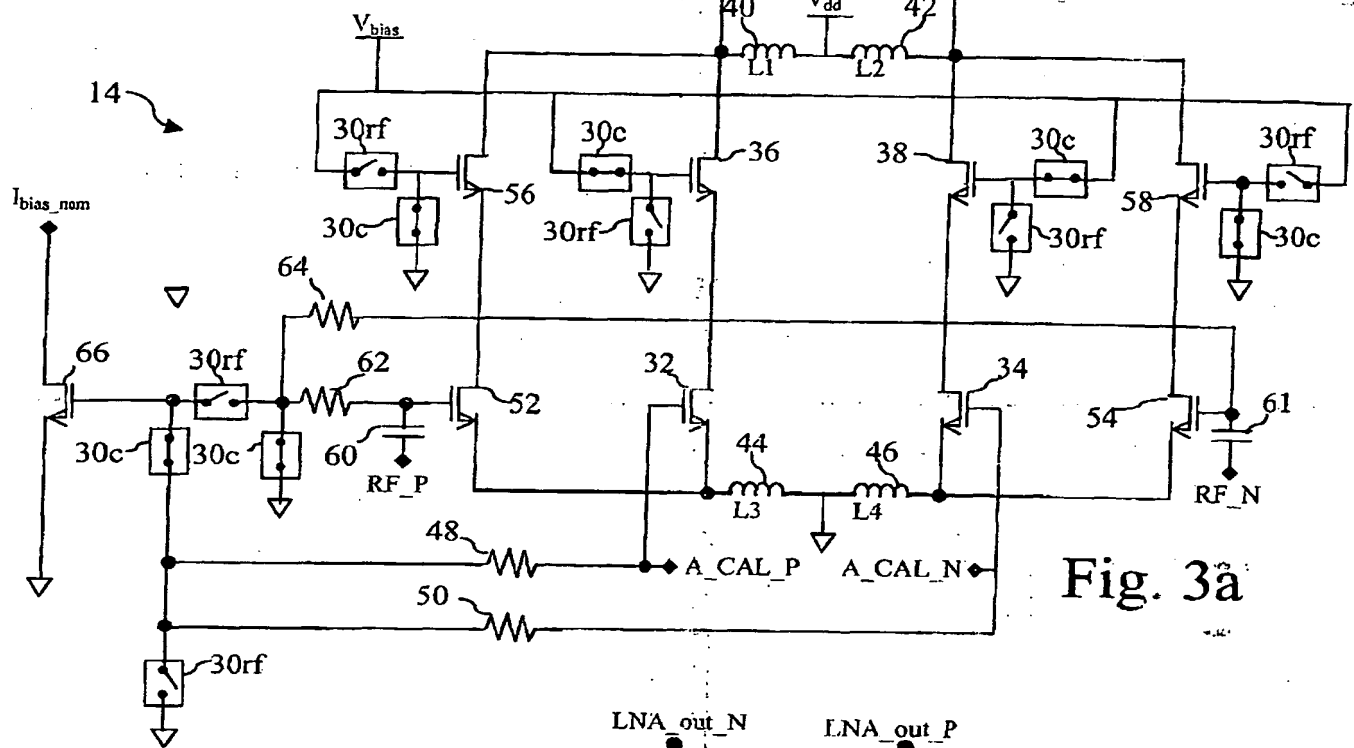 40
V_dd
42
V_bias
L1
L2
14
30rf
30c
36
38
30c
30rf
I_bias_nom
56
58
30c
30rf
30rf
30c
64
66
30rf
62
32
34
52
54
61
30c
30c
60
44
46
RF_P
RF_N
L3
L4
48
A_CAL_P
A_CAL_N
Fig. 3a
50
30rf
LNA_out_N
LNA_out_P